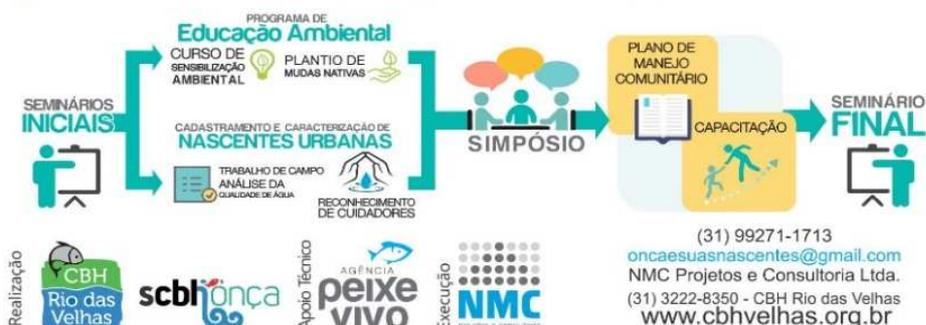 SEMINÁRIOS
INICIAIS
PROGRAMA DE
Educação Ambiental
CURSO DE
SENSIBILIZAÇÃO
AMBIENTAL
PLANTIO DE
MUDAS NATIVAS
CADASTRAMENTO E CARACTERIZAÇÃO DE
NASCENTES URBANAS
TRABALHO DE CAMPO
ANÁLISE DA
QUALIDADE DE ÁGUA
RECONHECIMENTO
DE CUIDADORES
SIMPÓSIO
PLANO DE
MANEJO
COMUNITÁRIO
CAPACITAÇÃO
SEMINÁRIO
FINAL
Realização
CBH
Rio das
Velhas
scbh onça
Apoio Técnico
AGÊNCIA
peixe
vivo
Execução
NMC
(31) 99271-1713
oncaesuasnascentes@gmail.com
NMC Projetos e Consultoria Ltda.
(31) 3222-8350 - CBH Rio das Velhas
www.cbhvelhas.org.br